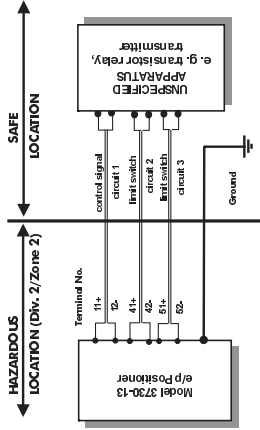 UNSPECIFIED
APPARATUS
e. g. transistor relay,
transmitter
SAFE
LOCATION
control signal
circuit 1
limit switch
circuit 2
limit switch
circuit 3
Ground
HAZARDOUS
LOCATION (Div. 2/Zone 2)
Terminal No.
11+
12-
41+
42-
51+
52-
Model 3730-13
e/p Positioner